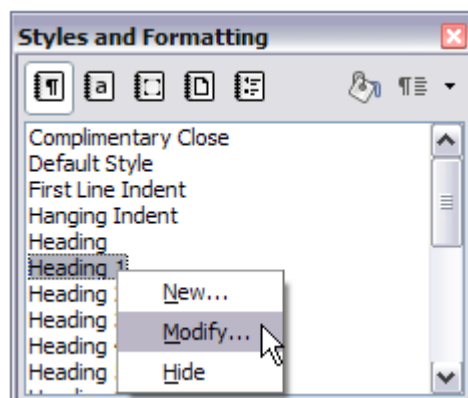 Styles and Formatting
Complimentary Close
Default Style
First Line Indent
Hanging Indent
Heading
Heading 1
Heading
New...
Heading
Modify...
Heading
Heading
Hide